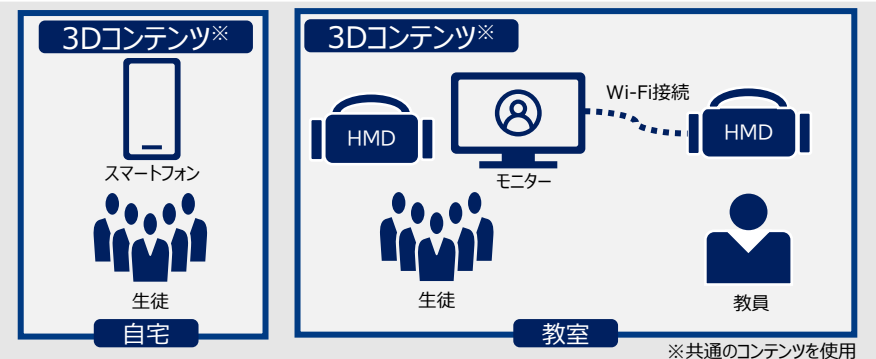 3Dコンテンツ※
スマートフォン
生徒
自宅
3Dコンテンツ※
HMD
モニター
Wi-Fi接続
HMD
生徒
教員
教室
※共通のコンテンツを使用